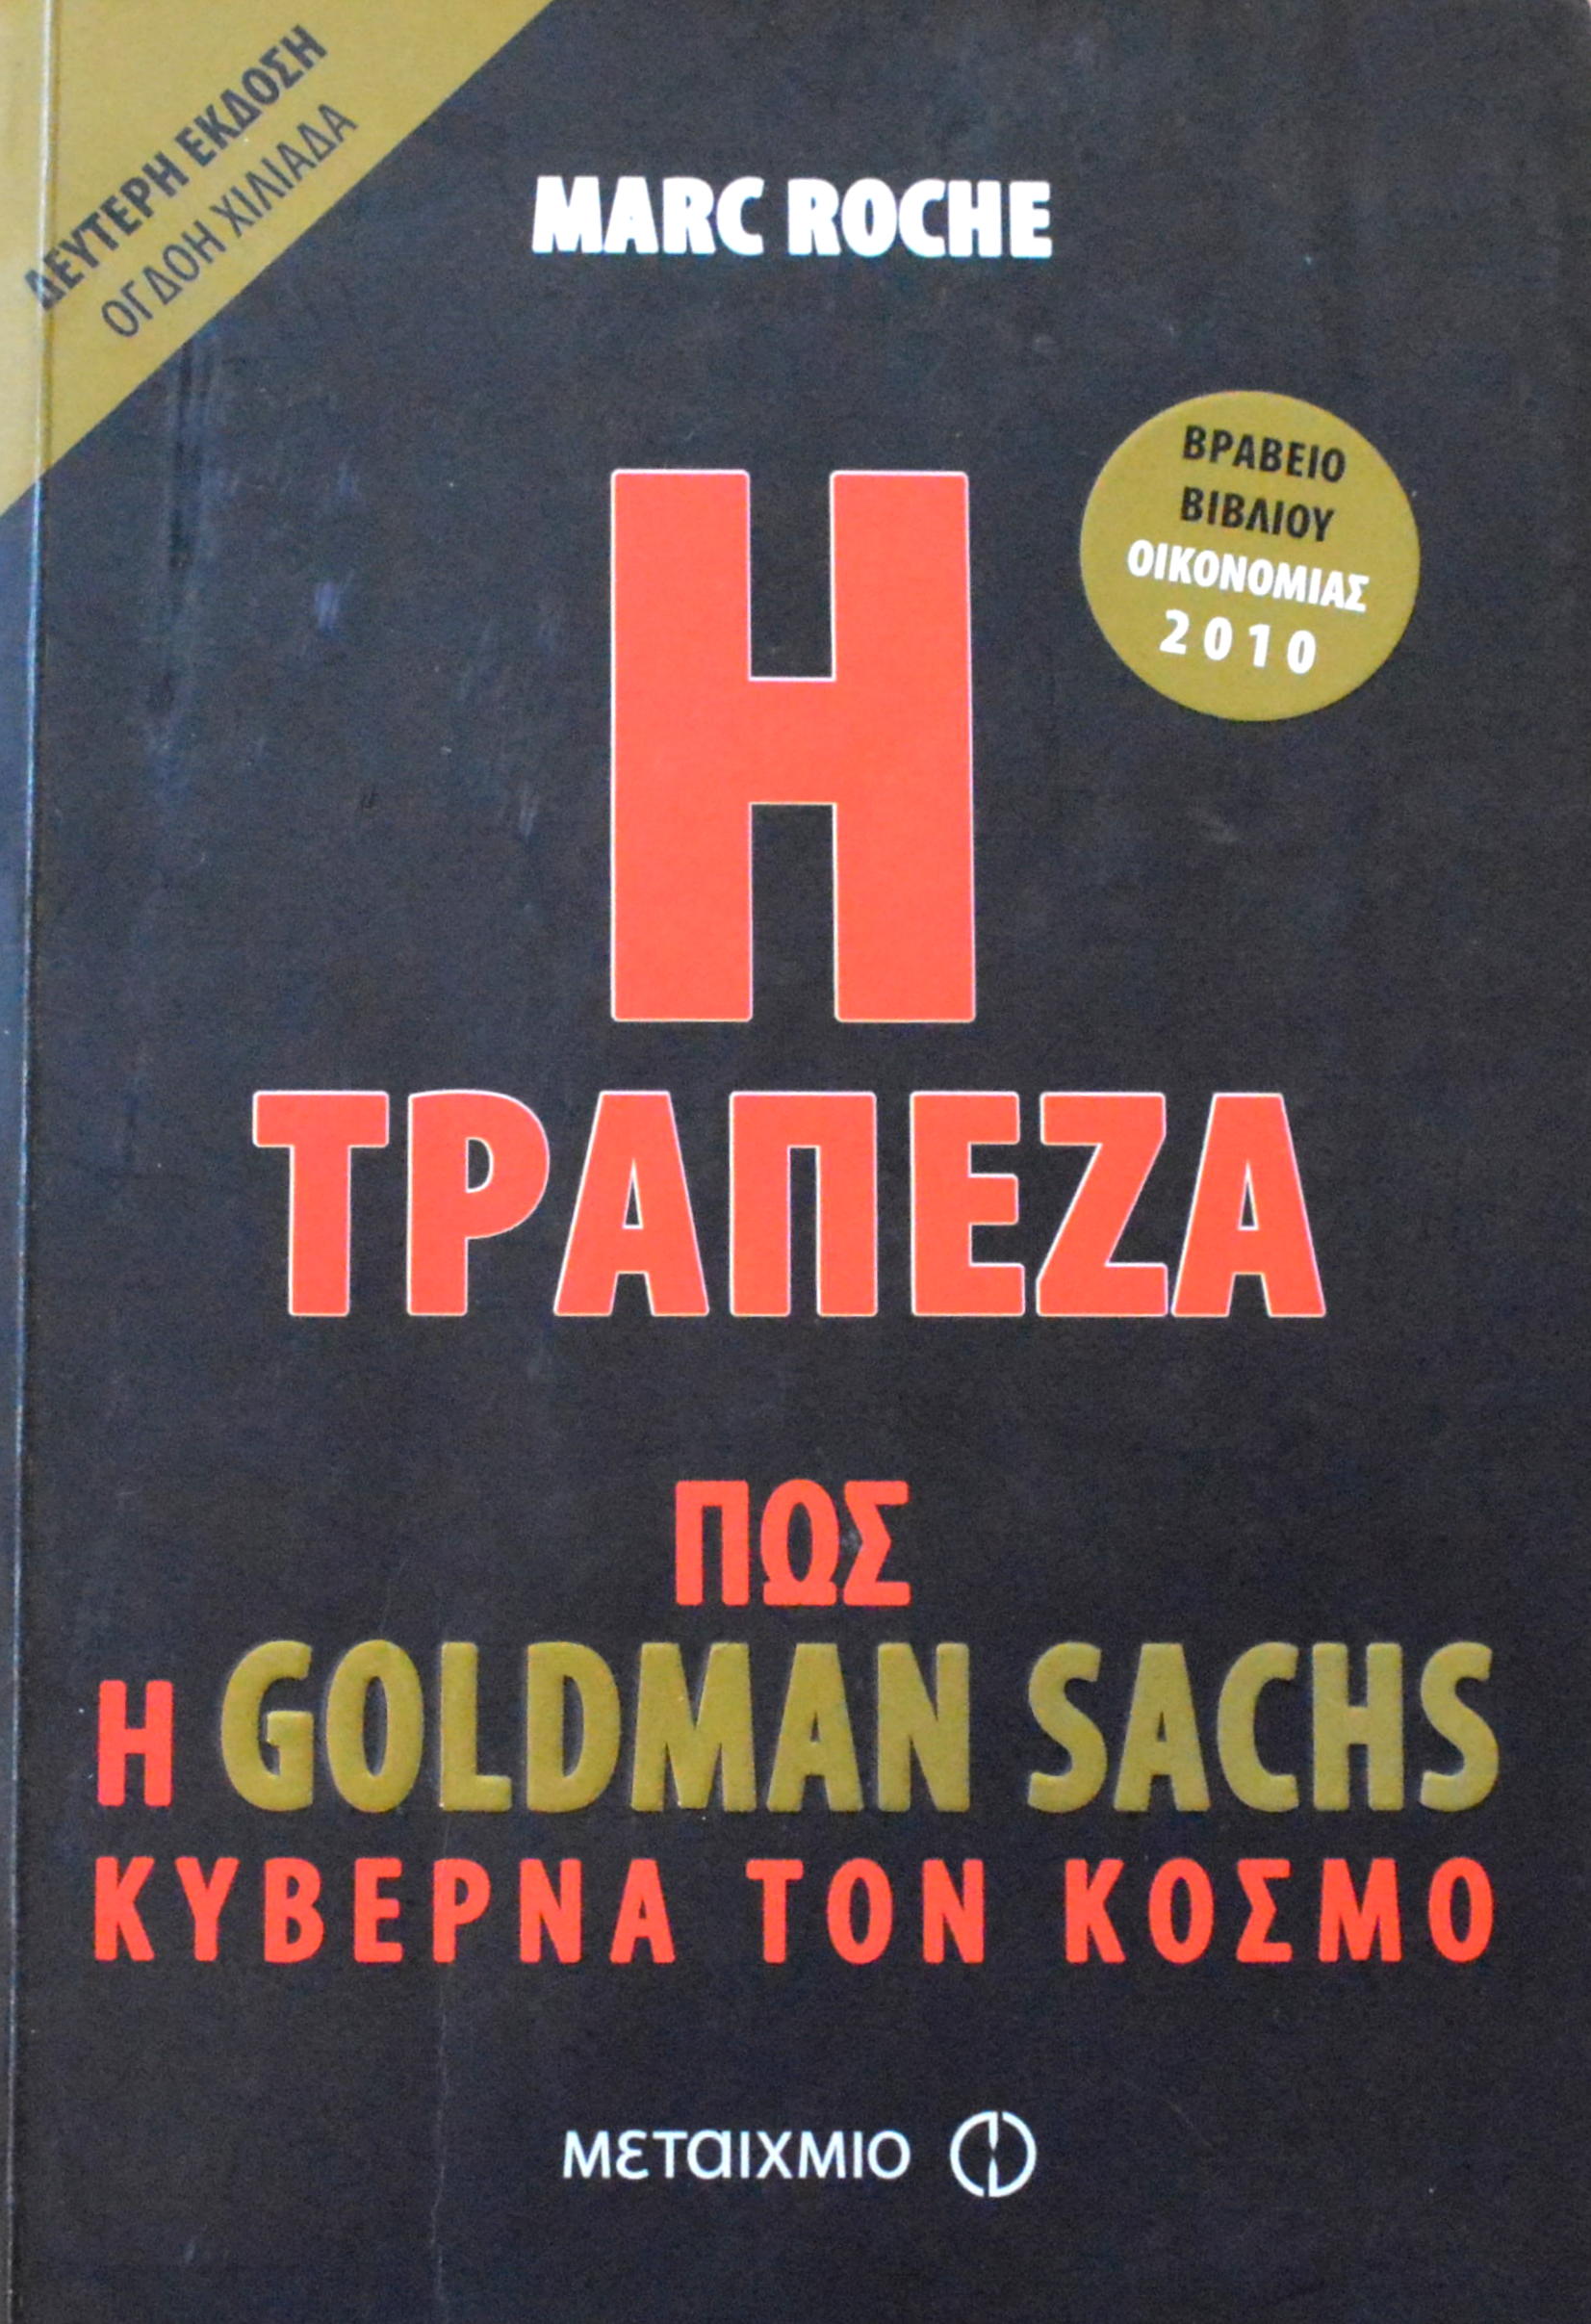 ΔΕΥΤΕΡΗ ΕΚΔΟΣΗ
ΟΓΔΟΗ ΧΙΛΙΑΔΑ
MARC ROCHE
ΒΡΑΒΕΙΟ
ΒΙΒΛΙΟΥ
ΟΙΚΟΝΟΜΙΑΣ
2010
Η
ΤΡΑΠΕΖΑ
ΠΩΣ
Η GOLDMAN SACHS
ΚΥΒΕΡΝΑ ΤΟΝ ΚΟΣΜΟ
ΜΕΤΑΙΧΜΙΟ